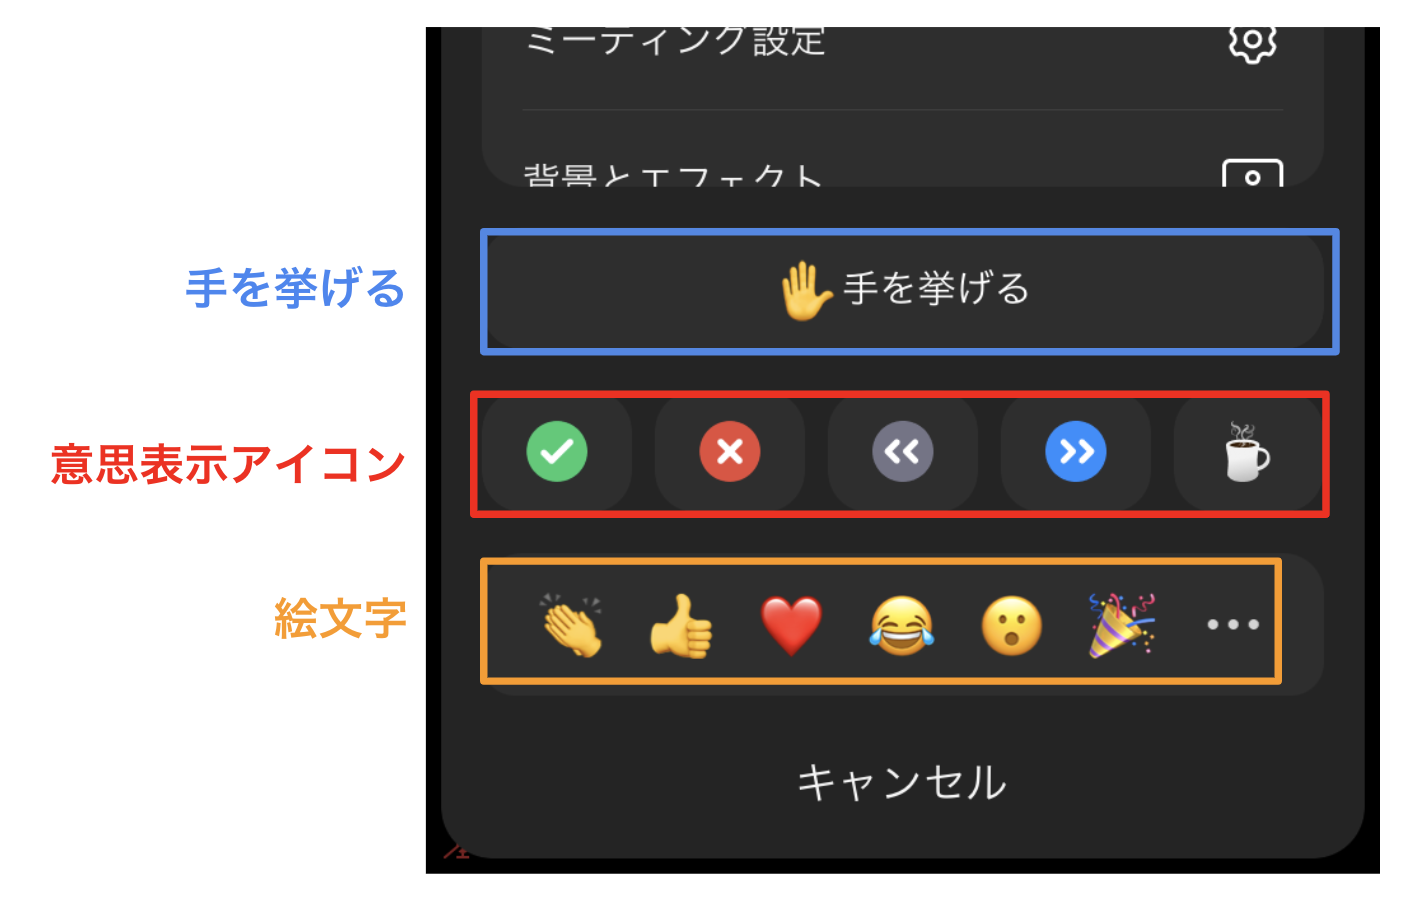 ミーティング設定
背景とエフェクト
手を挙げる
手を挙げる
意思表示アイコン
絵文字
キャンセル